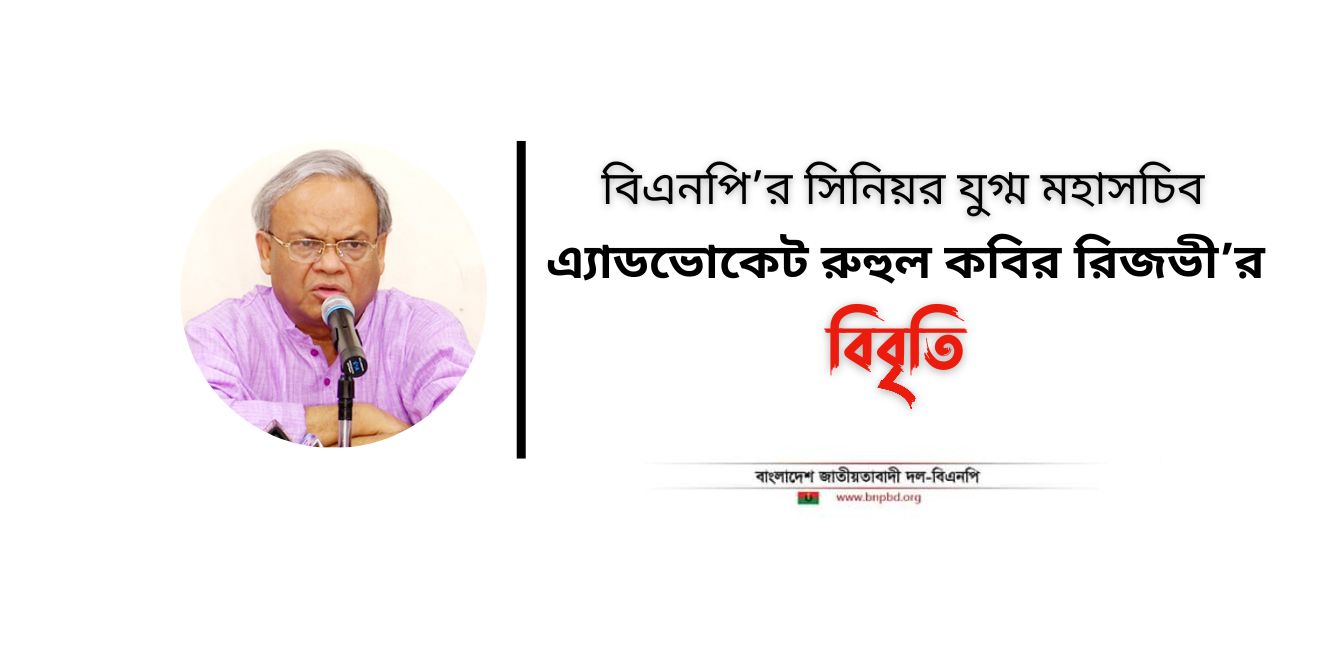 বিএনপি’র সিনিয়র যুগ্ম মহাসচিব
এ্যাডভোকেট রুহুল কবির রিজভী’র
বিবৃতি
বাংলাদেশ জাতীয়তাবাদী দল-বিএনপি
www.bnpbd.org